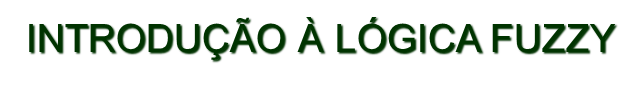 INTRODUÇÃO À LÓGICA FUZZY